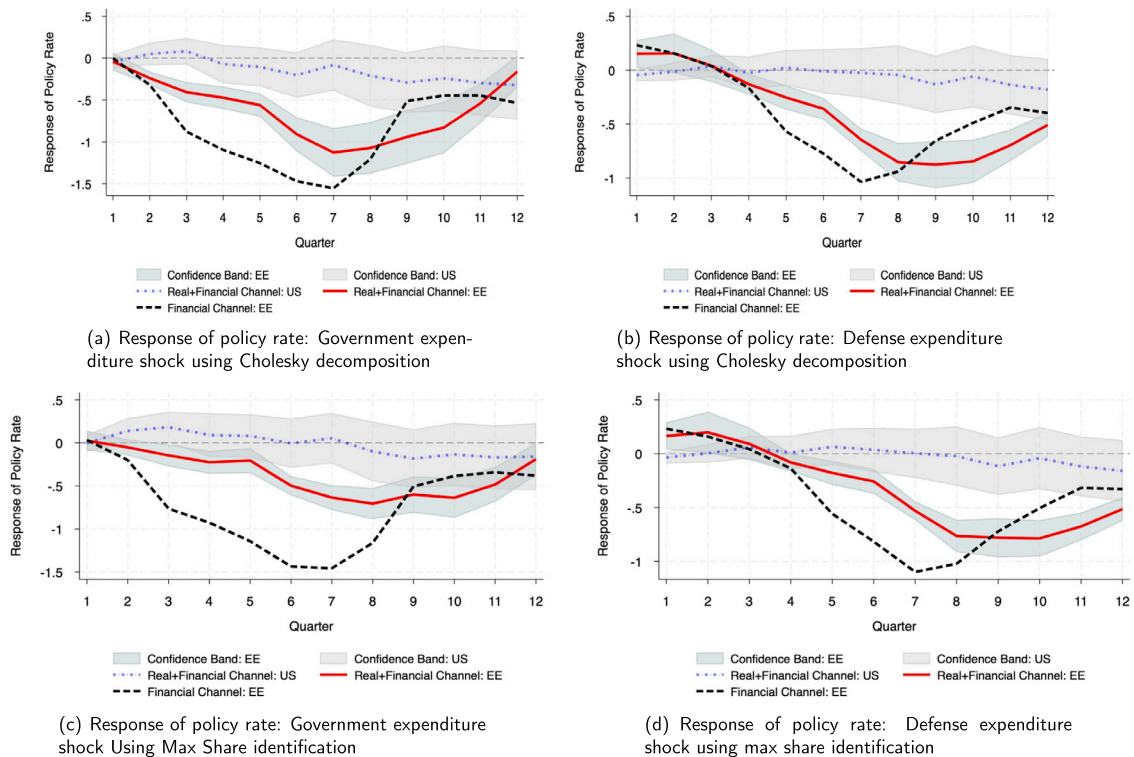 .5
0
-.5
-1
-1.5
Response of Policy Rate
1 2 3 4 5 6 7 8 9 10 11 12
Quarter
Confidence Band: EE Confidence Band: US
Real+Financial Channel: US Real+Financial Channel: EE
Financial Channel: EE
(a) Response of policy rate: Government expen-
diture shock using Cholesky decomposition
.5
0
-.5
-1
Response of Policy Rate
1 2 3 4 5 6 7 8 9 10 11 12
Quarter
Confidence Band: EE Confidence Band: US
Real+Financial Channel: US Real+Financial Channel: EE
Financial Channel: EE
(b) Response of policy rate: Defense expenditure
shock using Cholesky decomposition
.5
0
-.5
-1
-1.5
Response of Policy Rate
1 2 3 4 5 6 7 8 9 10 11 12
Quarter
Confidence Band: EE Confidence Band: US
Real+Financial Channel: US Real+Financial Channel: EE
Financial Channel: EE
(c) Response of policy rate: Government expenditure
shock Using Max Share identification
.5
0
-.5
-1
Response of Policy Rate
1 2 3 4 5 6 7 8 9 10 11 12
Quarter
Confidence Band: EE Confidence Band: US
Real+Financial Channel: US Real+Financial Channel: EE
Financial Channel: EE
(d) Response of policy rate: Defense expenditure
shock using max share identification